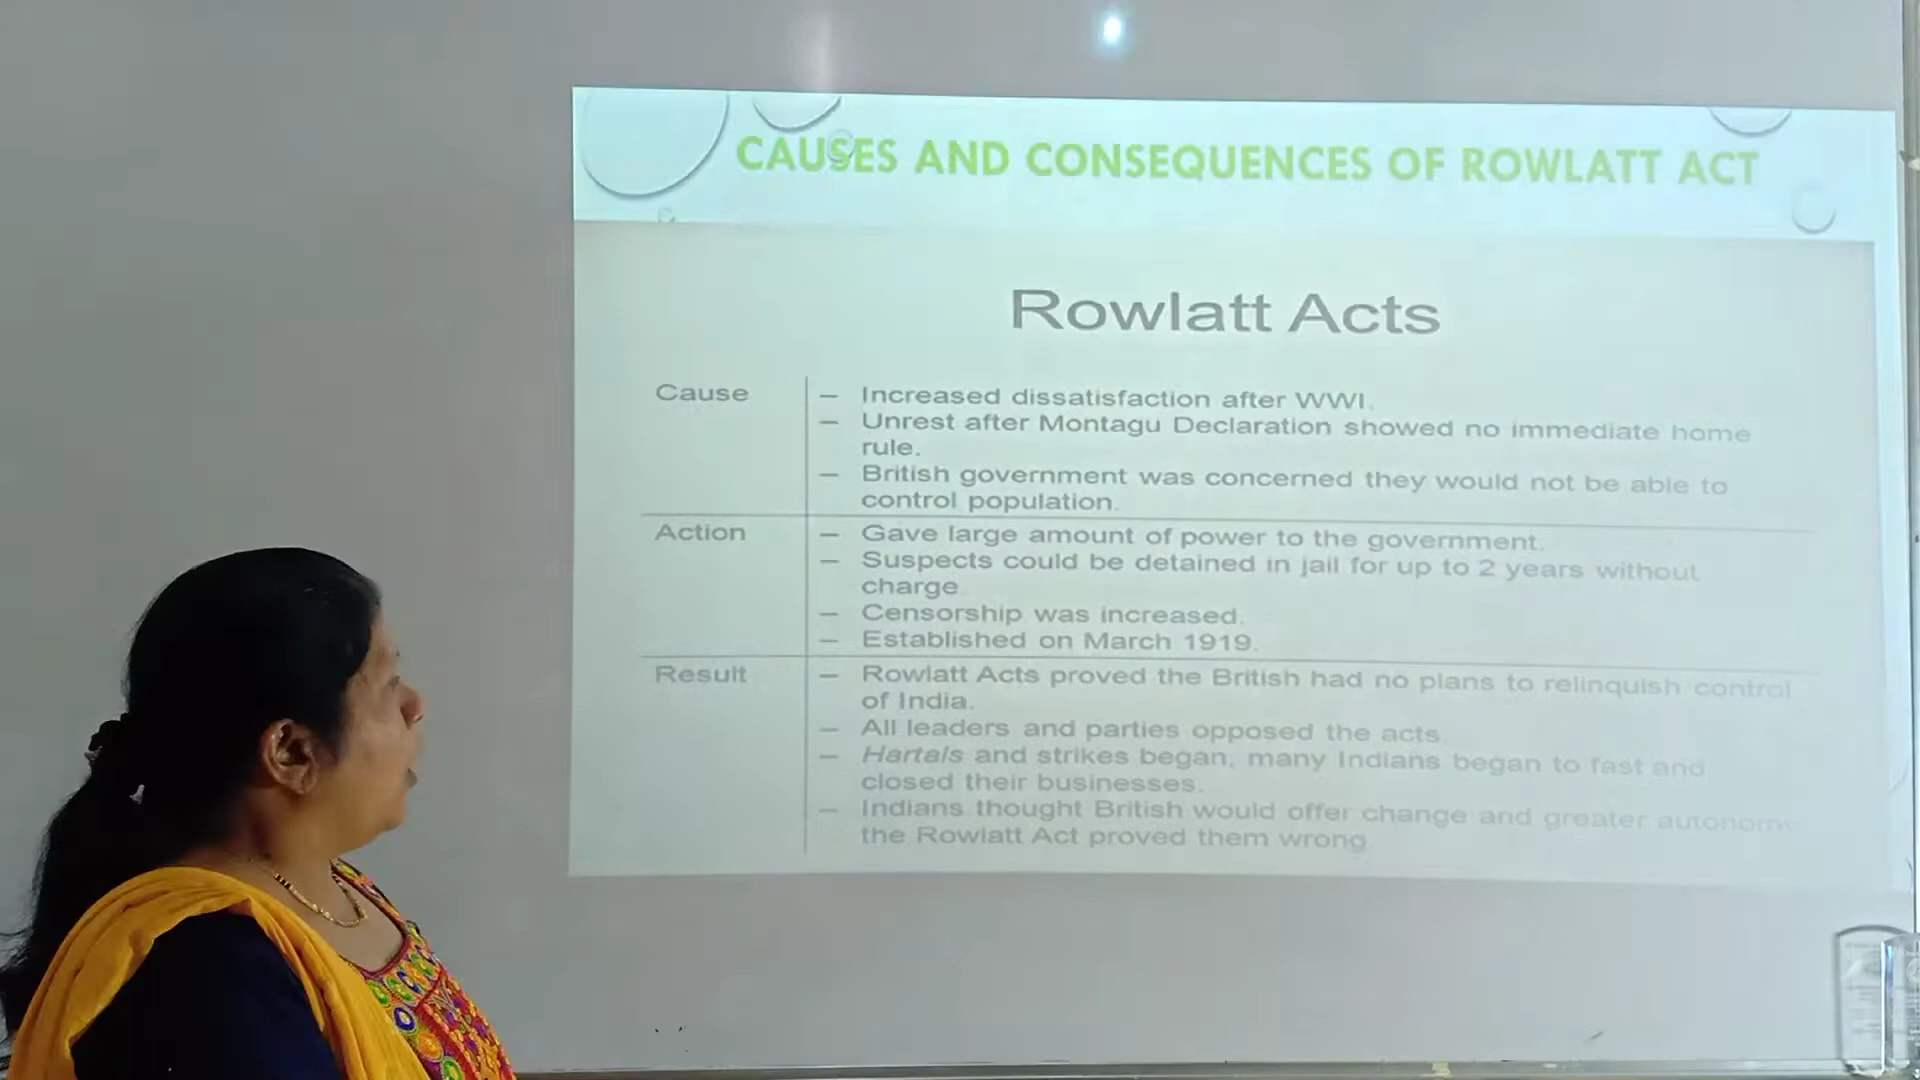 CAUSES AND CONSEQUENCES OF ROWLATT ACT
Rowlatt Acts
Cause
– Increased dissatisfaction after WWI.
– Unrest after Montagu Declaration showed no immediate home
rule.
– British government was concerned they would not be able to
control population.
Action
– Gave large amount of power to the government.
– Suspects could be detained in jail for up to 2 years without
charge
– Censorship was increased.
– Established on March 1919.
Result
– Rowlatt Acts proved the British had no plans to relinquish control
of India.
– All leaders and parties opposed the acts.
– Hartals and strikes began, many Indians began to fast and
closed their businesses.
– Indians thought British would offer change and greater autonomy
the Rowlatt Act proved them wrong